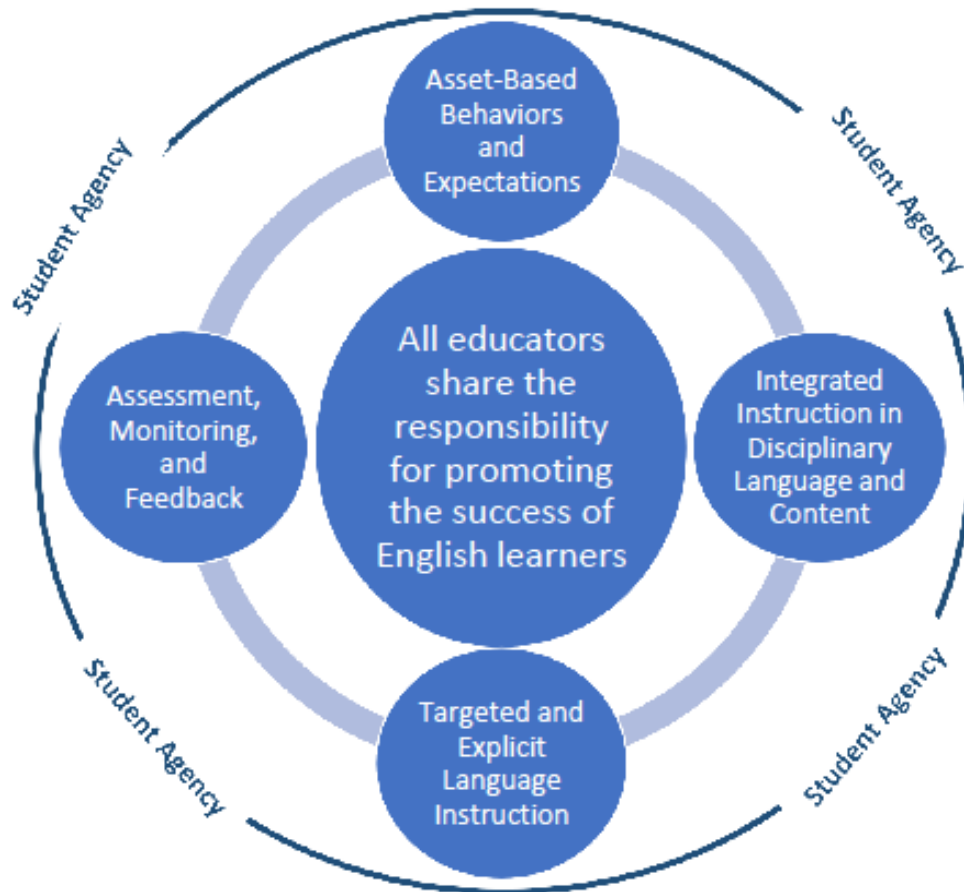 Asset-Based
Behaviors
and
Expectations
Student Agency
Student Agency
All educators
share the
responsibility
for promoting
the success of
English learners
Assessment,
Monitoring,
and
Feedback
Integrated
Instruction in
Disciplinary
Language and
Content
Student Agency
Student Agency
Targeted and
Explicit
Language
Instruction